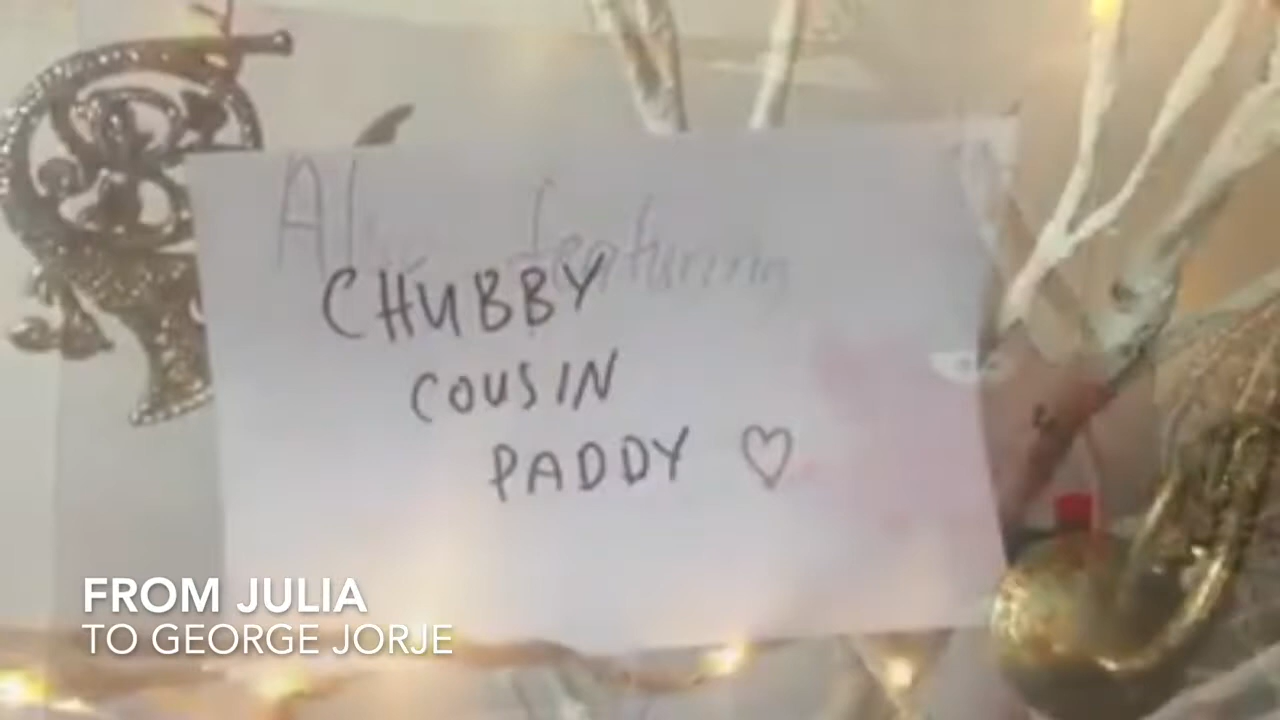 Also featuring
CHUBBY
COUSIN
PADDY ♡
FROM JULIA
TO GEORGE JORJE